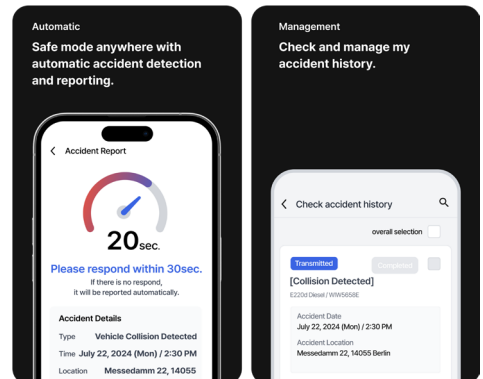 Automatic
Safe mode anywhere with
automatic accident detection
and reporting.
Accident Report
20sec.
Please respond within 30sec.
If there is no respond,
it will be reported automatically.
Accident Details
Type Vehicle Collision Detected
Time July 22, 2024 (Mon) / 2:30 PM
Location Messedamm 22, 14055
Management
Check and manage my
accident history.
Check accident history
overall selection
Transmitted
[Collision Detected]
E220d Diesel / WIW5658E
Accident Date
July 22, 2024 (Mon) / 2:30 PM
Accident Location
Messedamm 22, 14055 Berlin